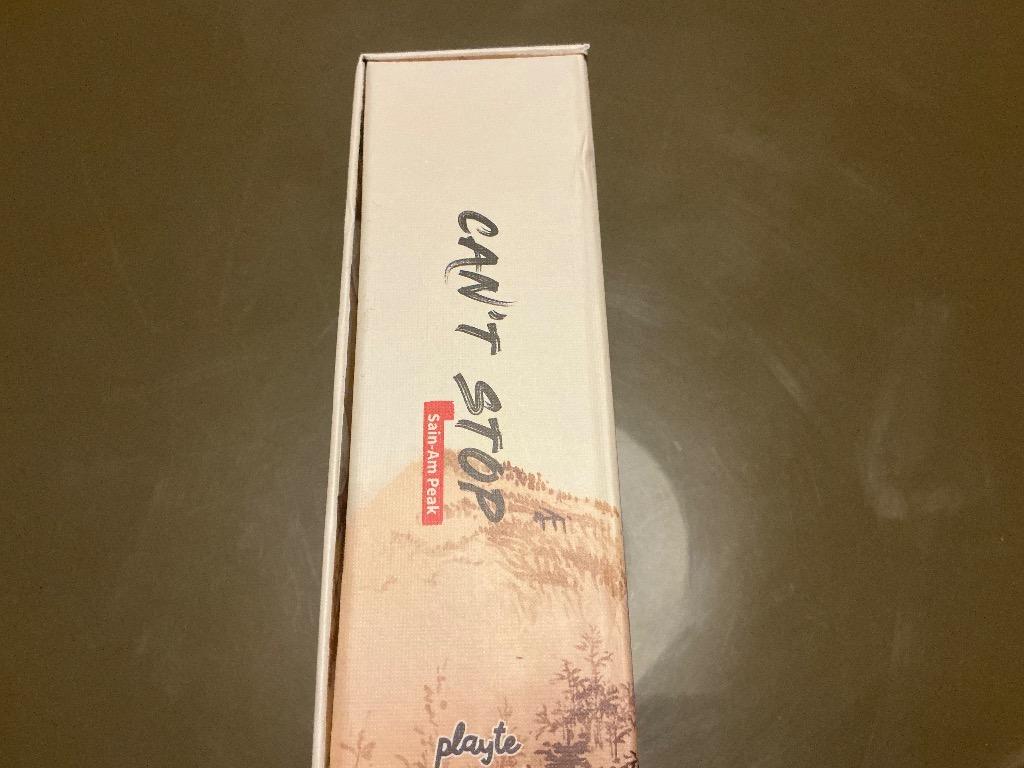 CAN'T STOP
Sain-Am Peak
playte